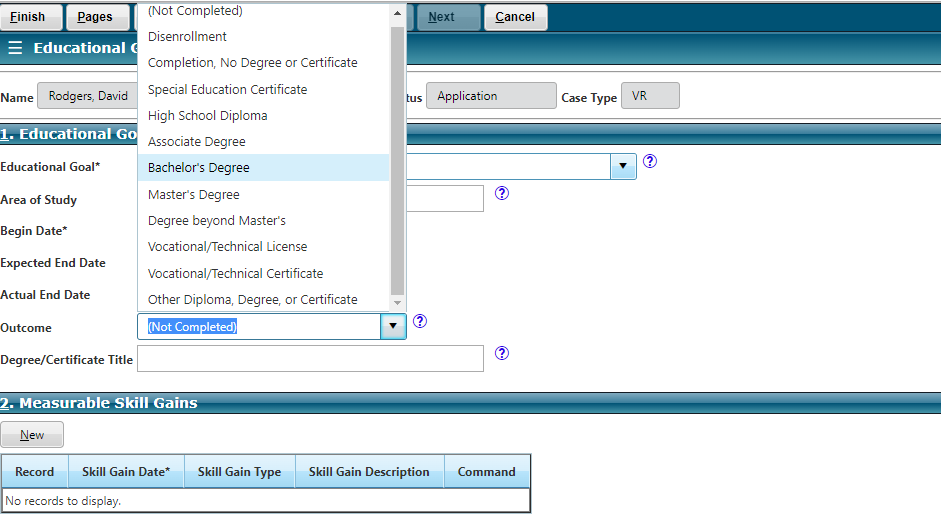 Finish Pages Next Cancel
☰ Educational G
Name Rodgers, David tus Application Case Type VR
1. Educational Go
Educational Goal*
Area of Study
Begin Date*
Expected End Date
Actual End Date
(Not Completed)
Disenrollment
Completion, No Degree or Certificate
Special Education Certificate
High School Diploma
Associate Degree
Bachelor's Degree
Master's Degree
Degree beyond Master's
Vocational/Technical License
Vocational/Technical Certificate
Other Diploma, Degree, or Certificate
Outcome (Not Completed)
Degree/Certificate Title
2. Measurable Skill Gains
New
Record Skill Gain Date* Skill Gain Type Skill Gain Description Command
No records to display.